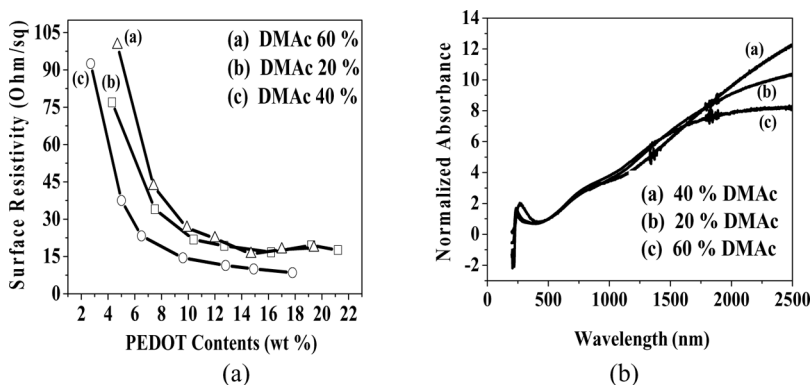 Surface Resistivity (Ohm/sq)
105
90
75
60
45
30
15
0
(a)
(c)
(b)
(a) DMAc 60 %
(b) DMAc 20 %
(c) DMAc 40 %
2 4 6 8 10 12 14 16 18 20 22
PEDOT Contents (wt %)
(a)
Normalized Absorbance
14
12
10
8
6
4
2
0
-2
(a)
(b)
(c)
(a) 40 % DMAc
(b) 20 % DMAc
(c) 60 % DMAc
0 500 1000 1500 2000 2500
Wavelength (nm)
(b)